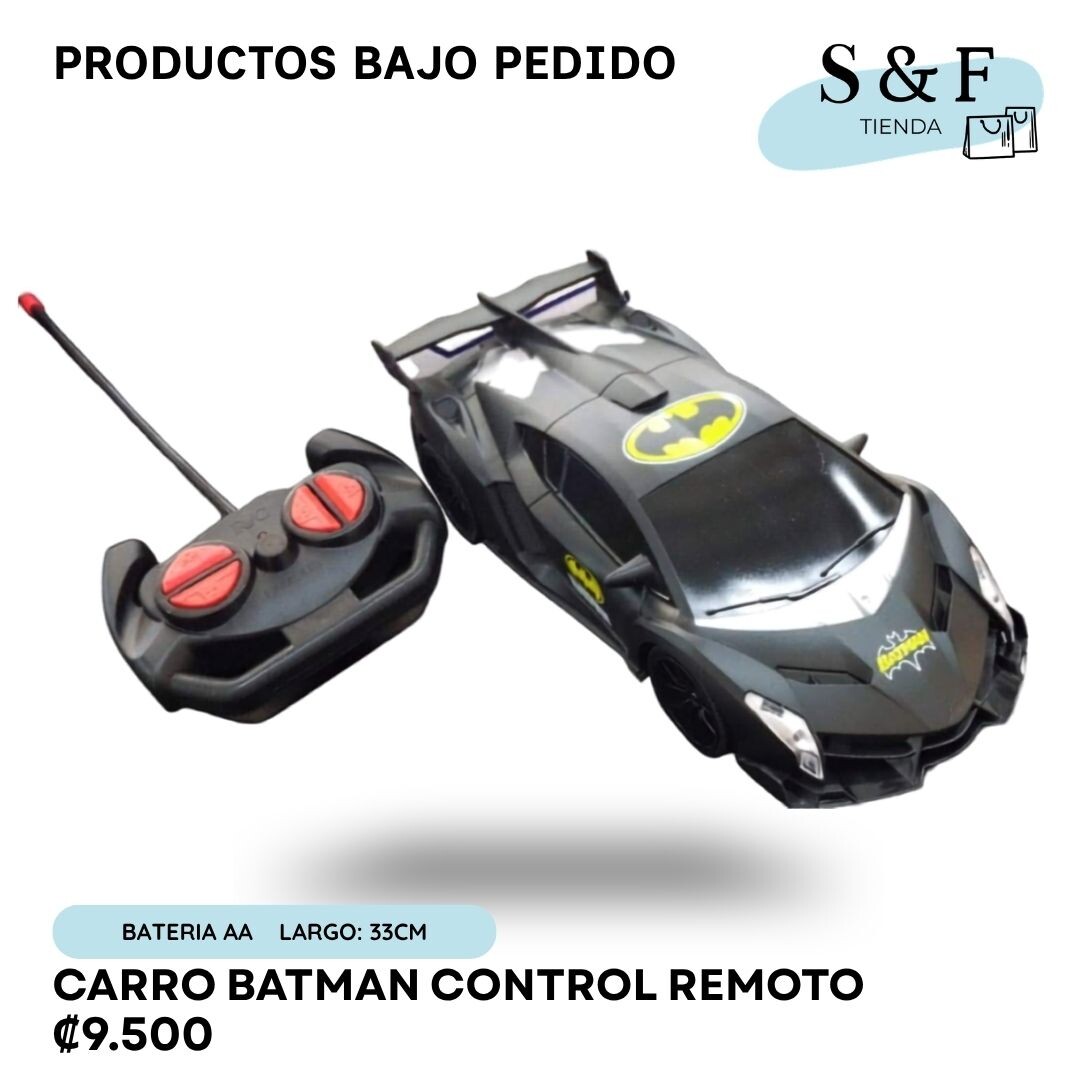 PRODUCTOS BAJO PEDIDO
S & F
TIENDA
BATMAN
BATERIA AA LARGO: 33CM
CARRO BATMAN CONTROL REMOTO
₡9.500